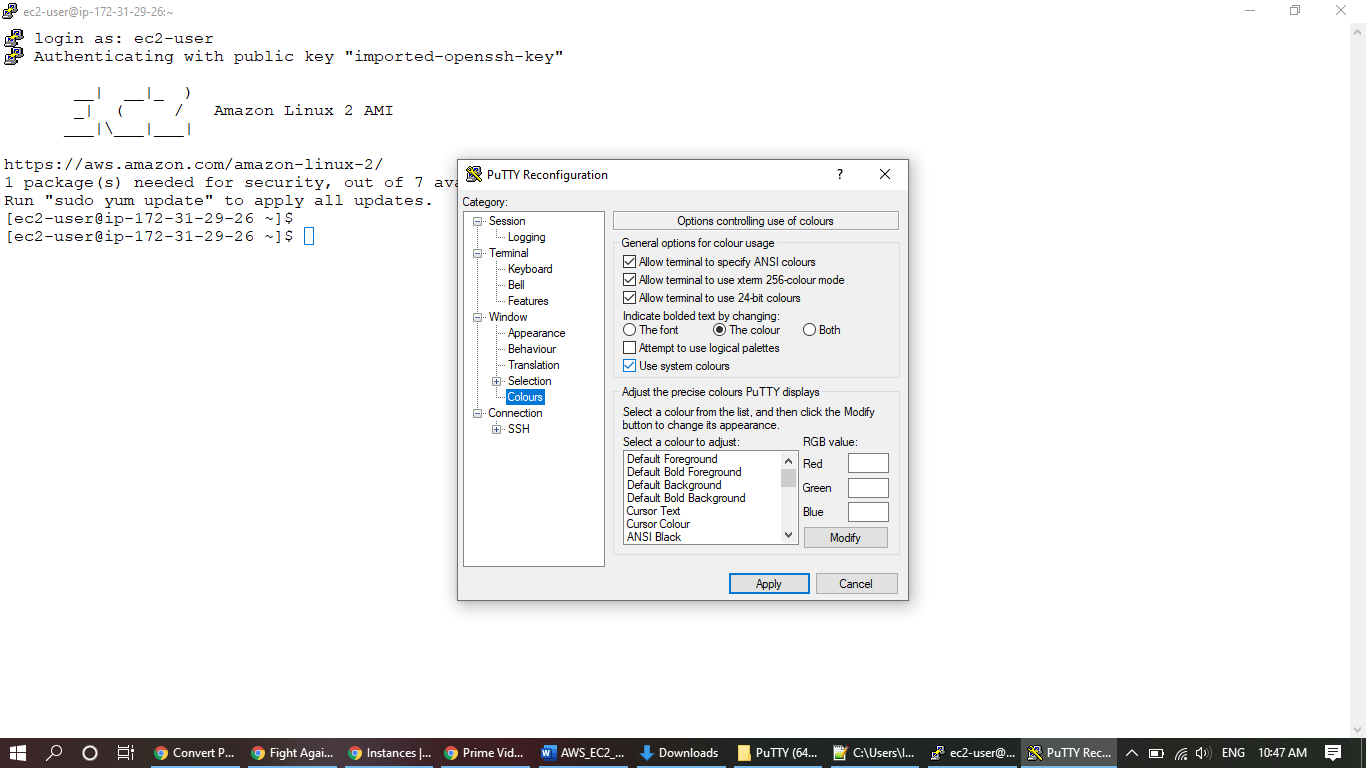 ec2-user@ip-172-31-29-26:~
login as: ec2-user
Authenticating with public key "imported-openssh-key"
__|  __|_  )
_|  (     /   Amazon Linux 2 AMI
___|\___|___|
https://aws.amazon.com/amazon-linux-2/
1 package(s) needed for security, out of 7 ava
Run "sudo yum update" to apply all updates.
[ec2-user@ip-172-31-29-26 ~]$
[ec2-user@ip-172-31-29-26 ~]$
PuTTY Reconfiguration
?
Category:
Session
Logging
Terminal
Keyboard
Bell
Features
Window
Appearance
Behaviour
Translation
Selection
Colours
Connection
SSH
Options controlling use of colours
General options for colour usage
Allow terminal to specify ANSI colours
Allow terminal to use xterm 256-colour mode
Allow terminal to use 24-bit colours
Indicate bolded text by changing:
The font The colour Both
Attempt to use logical palettes
Use system colours
Adjust the precise colours PuTTY displays
Select a colour from the list, and then click the Modify
button to change its appearance.
Select a colour to adjust: RGB value:
Default Foreground
Default Bold Foreground
Default Background
Default Bold Background
Cursor Text
Cursor Colour
ANSI Black
Red
Green
Blue
Modify
Apply Cancel
Convert P... Fight Agai... Instances |... Prime Vid... AWS_EC2_... Downloads PuTTY (64... C:\Users\I... ec2-user@... PuTTY Rec... ENG 10:47 AM